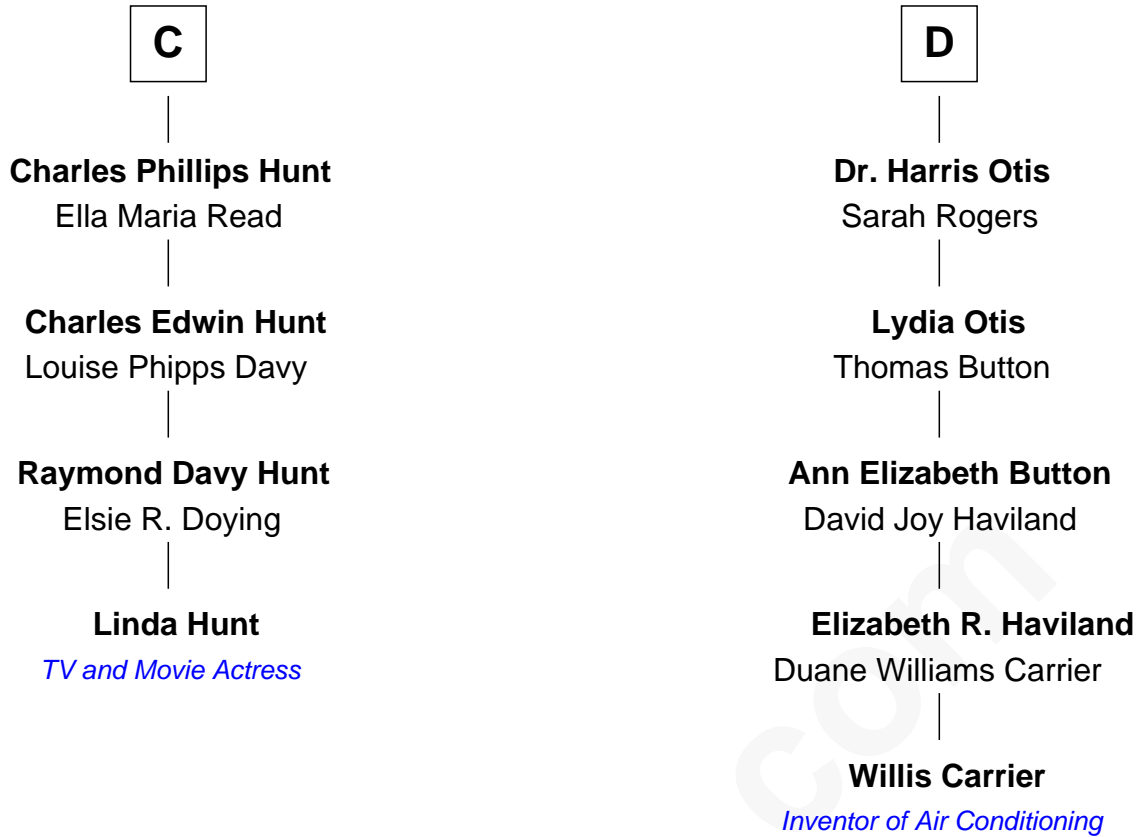 C
Charles Phillips Hunt
Ella Maria Read
Charles Edwin Hunt
Louise Phipps Davy
Raymond Davy Hunt
Elsie R. Doying
Linda Hunt
TV and Movie Actress
D
Dr. Harris Otis
Sarah Rogers
Lydia Otis
Thomas Button
Ann Elizabeth Button
David Joy Haviland
Elizabeth R. Haviland
Duane Williams Carrier
Willis Carrier
Inventor of Air Conditioning
com